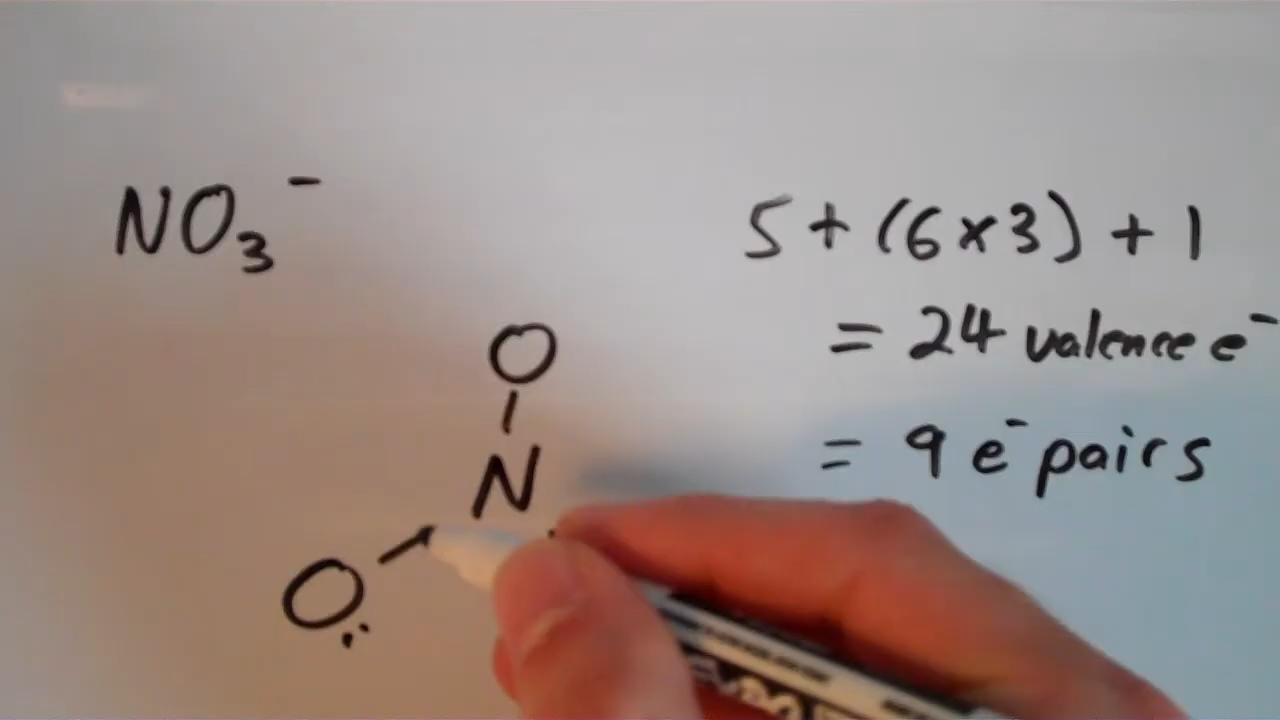 NO₃⁻
5 + (6 x 3) + 1
= 24 valence e⁻
= 9 e⁻ pairs
O
N
O